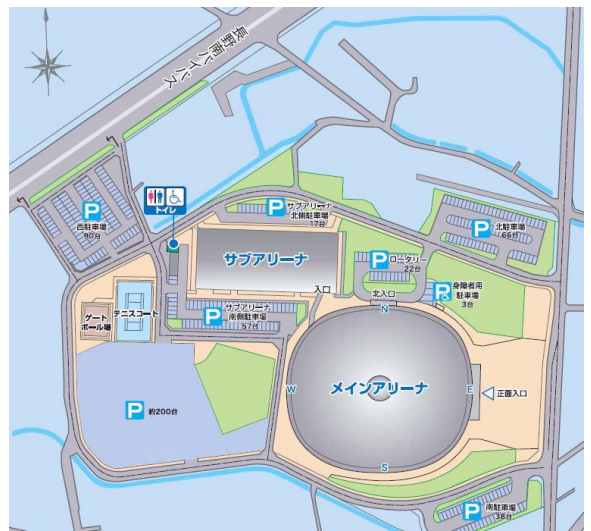 長野南バイパス
P
西駐車場
90台
トイレ
P サブアリーナ
北側駐車場
17台
P 北駐車場
66台
サブアリーナ
P ロータリー
22台
入口
北入口
P 身障者用
駐車場
3台
ゲート
ボール場
テニスコート
P サブアリーナ
南側駐車場
57台
N
W
メインアリーナ
E
正面入口
S
P 約200台
P 南駐車場
38台